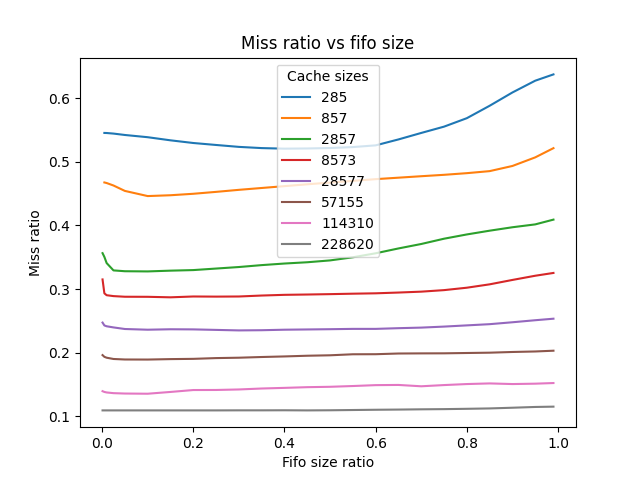 Miss ratio vs fifo size
Cache sizes
285
857
2857
8573
28577
57155
114310
228620
Miss ratio
0.6
0.5
0.4
0.3
0.2
0.1
0.0 0.2 0.4 0.6 0.8 1.0
Fifo size ratio